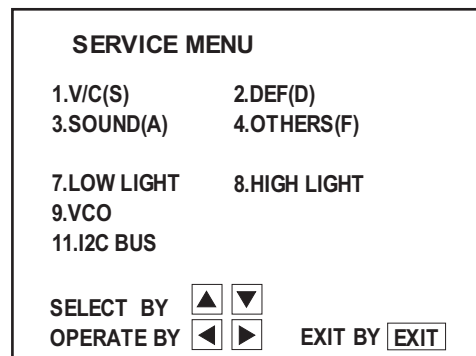 SERVICE MENU
1.V/C(S) 2.DEF(D)
3.SOUND(A) 4.OTHERS(F)
7.LOW LIGHT 8.HIGH LIGHT
9.VCO
11.I2C BUS
SELECT BY ▲ ▼
OPERATE BY ◀ ▶ EXIT BY EXIT